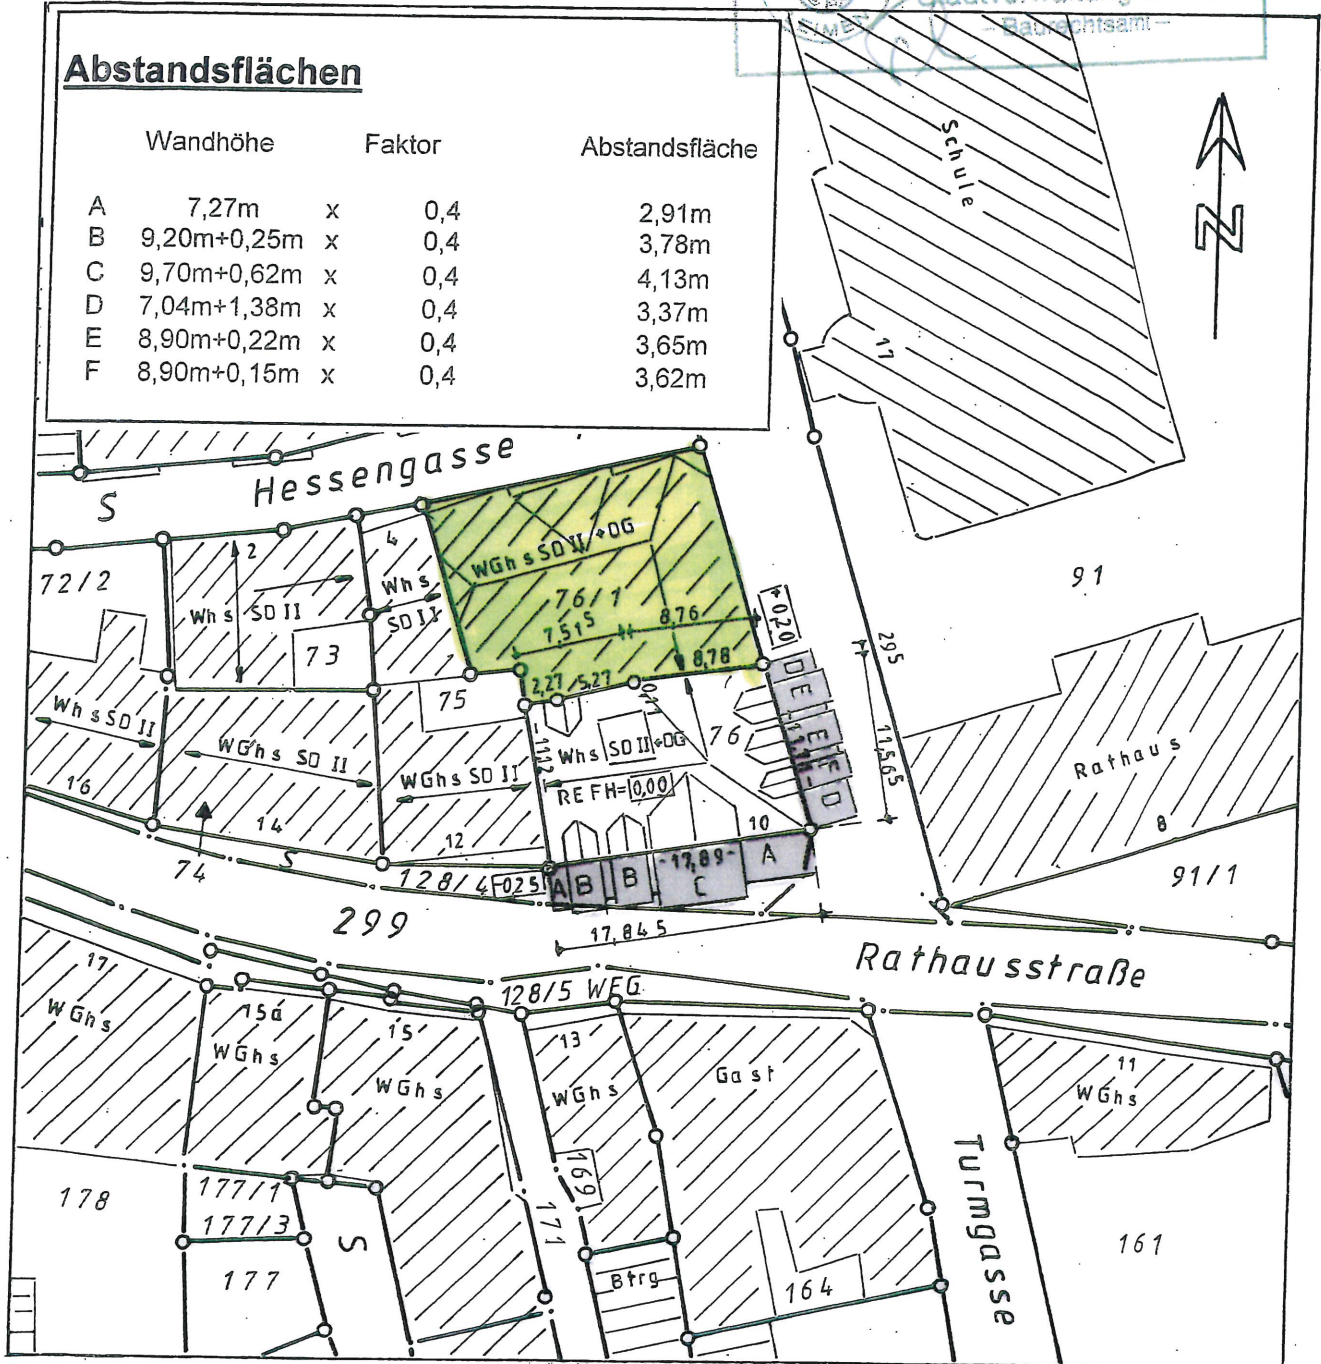 – Baurechtsamt –
Abstandsflächen
Wandhöhe Faktor Abstandsfläche
A 7,27m x 0,4 2,91m
B 9,20m+0,25m x 0,4 3,78m
C 9,70m+0,62m x 0,4 4,13m
D 7,04m+1,38m x 0,4 3,37m
E 8,90m+0,22m x 0,4 3,65m
F 8,90m+0,15m x 0,4 3,62m
Schule
17
N
Hessengasse
S
72/2
2
Whs SD II
73
4
Whs
SD II
WGhs SD II +DG
76/1
7,51⁵
8,76
8,78
+0,20
295
91
2,27
5,27
75
76
Whs SD II+DG
REFH= 0,00
11,12
D
E
E
F
D
11,565
Rathaus
8
91/1
Whs SD II
16
WGhs SD II
14
WGhs SD II
12
10
74
S
128/4
-025
A
B
B
-17,89-
C
A
17,845
299
Rathausstraße
128/5 WEG
17
WGhs
15a
WGhs
15
WGhs
13
WGhs
Gast
11
WGhs
169
171
178
177/1
177/3
177
S
Btrg
164
Turmgasse
161